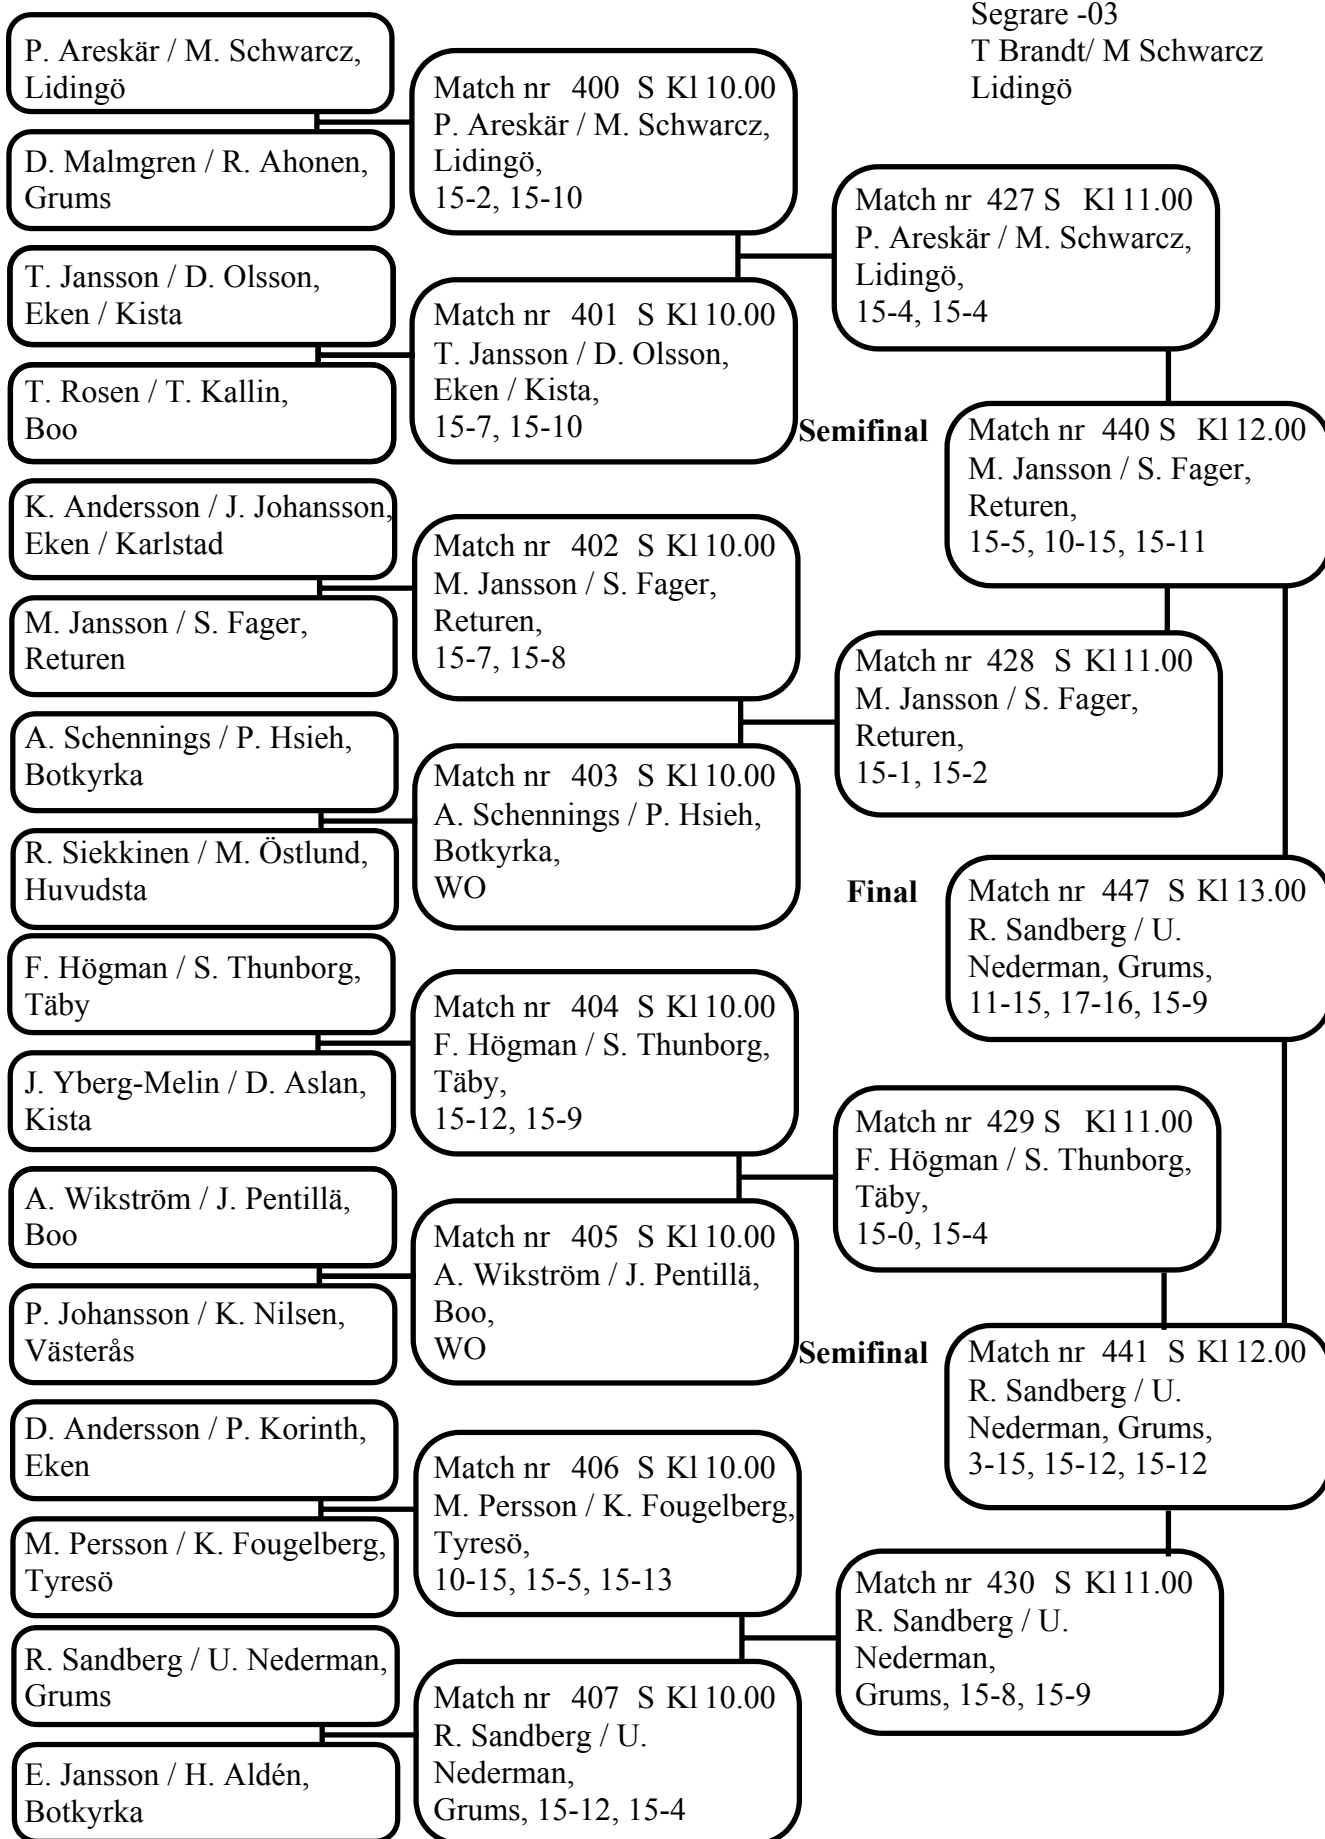 Segrare -03
T Brandt/ M Schwarcz
Lidingö
P. Areskär / M. Schwarcz,
Lidingö
D. Malmgren / R. Ahonen,
Grums
T. Jansson / D. Olsson,
Eken / Kista
T. Rosen / T. Kallin,
Boo
K. Andersson / J. Johansson,
Eken / Karlstad
M. Jansson / S. Fager,
Returen
A. Schennings / P. Hsieh,
Botkyrka
R. Siekkinen / M. Östlund,
Huvudsta
F. Högman / S. Thunborg,
Täby
J. Yberg-Melin / D. Aslan,
Kista
A. Wikström / J. Pentillä,
Boo
P. Johansson / K. Nilsen,
Västerås
D. Andersson / P. Korinth,
Eken
M. Persson / K. Fougelberg,
Tyresö
R. Sandberg / U. Nederman,
Grums
E. Jansson / H. Aldén,
Botkyrka
Match nr 400 S Kl 10.00
P. Areskär / M. Schwarcz,
Lidingö,
15-2, 15-10
Match nr 401 S Kl 10.00
T. Jansson / D. Olsson,
Eken / Kista,
15-7, 15-10
Match nr 402 S Kl 10.00
M. Jansson / S. Fager,
Returen,
15-7, 15-8
Match nr 403 S Kl 10.00
A. Schennings / P. Hsieh,
Botkyrka,
WO
Match nr 404 S Kl 10.00
F. Högman / S. Thunborg,
Täby,
15-12, 15-9
Match nr 405 S Kl 10.00
A. Wikström / J. Pentillä,
Boo,
WO
Match nr 406 S Kl 10.00
M. Persson / K. Fougelberg,
Tyresö,
10-15, 15-5, 15-13
Match nr 407 S Kl 10.00
R. Sandberg / U.
Nederman,
Grums, 15-12, 15-4
Match nr 427 S Kl 11.00
P. Areskär / M. Schwarcz,
Lidingö,
15-4, 15-4
Match nr 428 S Kl 11.00
M. Jansson / S. Fager,
Returen,
15-1, 15-2
Match nr 429 S Kl 11.00
F. Högman / S. Thunborg,
Täby,
15-0, 15-4
Match nr 430 S Kl 11.00
R. Sandberg / U.
Nederman,
Grums, 15-8, 15-9
Semifinal
Match nr 440 S Kl 12.00
M. Jansson / S. Fager,
Returen,
15-5, 10-15, 15-11
Final
Match nr 447 S Kl 13.00
R. Sandberg / U.
Nederman, Grums,
11-15, 17-16, 15-9
Semifinal
Match nr 441 S Kl 12.00
R. Sandberg / U.
Nederman, Grums,
3-15, 15-12, 15-12